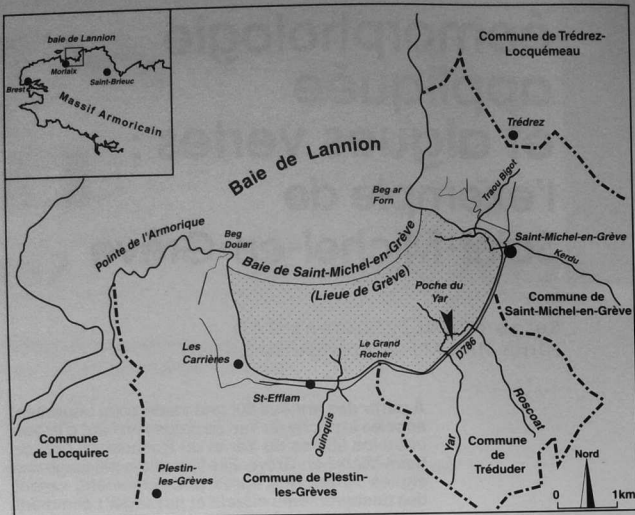 baie de Lannion
Morlaix
Saint-Brieuc
Brest
Massif Armoricain
Commune de Trédrez-
Locquémeau
Trédrez
Baie de Lannion
Beg ar
Forn
Traou Bigot
Pointe de l'Armorique
Beg
Douar
Saint-Michel-en-Grève
Kerdu
Baie de Saint-Michel-en-Grève
(Lieue de Grève)
Poche du
Yar
Commune de
Saint-Michel-en-Grève
Les
Carrières
Le Grand
Rocher
D786
St-Efflam
Quinquis
Yar
Roscoat
Commune
de Locquirec
Commune
de
Tréduder
Plestin-
les-Grèves
Commune de Plestin-
les-Grèves
Nord
0 1km